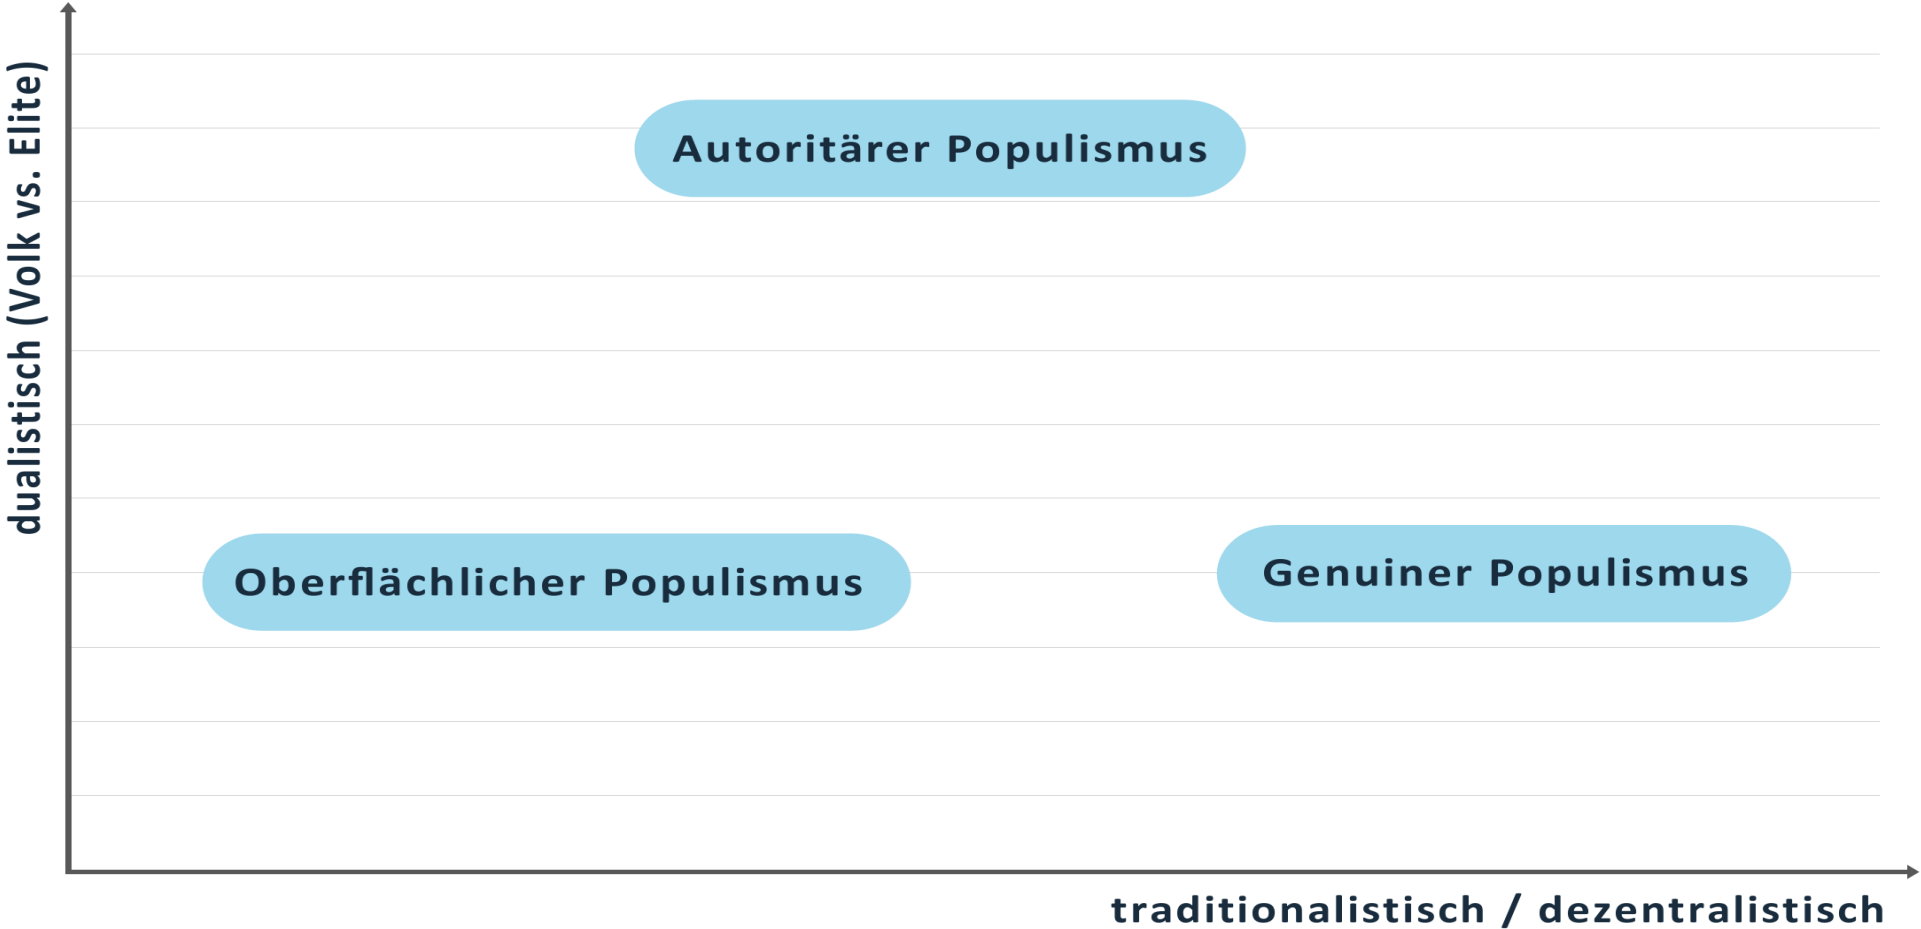 dualistisch (Volk vs. Elite)
Autoritärer Populismus
Oberflächlicher Populismus
Genuiner Populismus
traditionalistisch / dezentralistisch